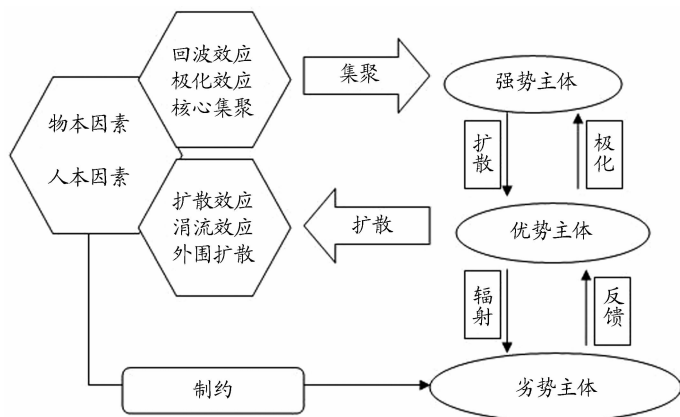 回波效应
极化效应
核心集聚
集聚
强势主体
物本因素
人本因素
扩散
极化
扩散效应
涓流效应
外围扩散
扩散
优势主体
辐射
反馈
制约
劣势主体